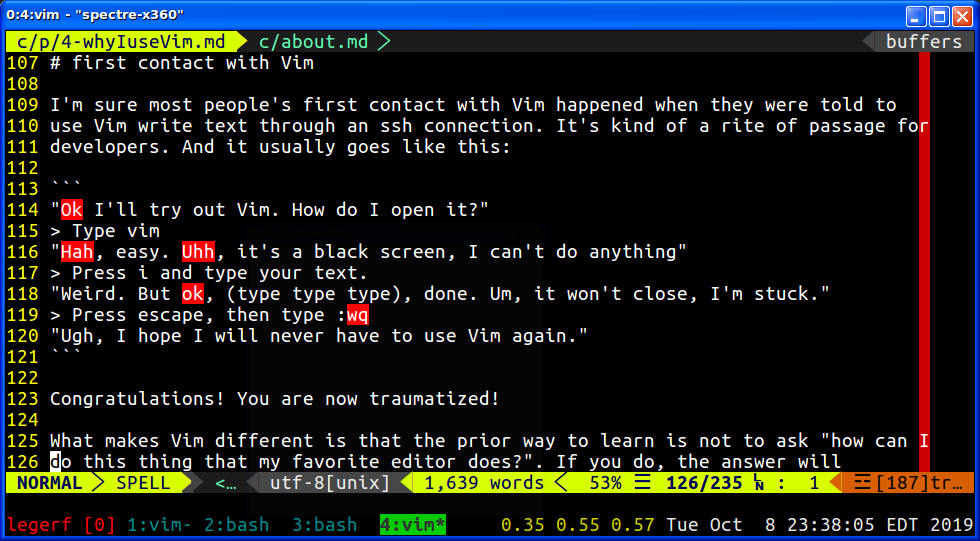 0:4:vim - "spectre-x360"
c/p/4-whyIuseVim.md c/about.md buffers
107 # first contact with Vim
108
109 I'm sure most people's first contact with Vim happened when they were told to
110 use Vim write text through an ssh connection. It's kind of a rite of passage for
111 developers. And it usually goes like this:
112
113 ```
114 "Ok I'll try out Vim. How do I open it?"
115 > Type vim
116 "Hah, easy. Uhh, it's a black screen, I can't do anything"
117 > Press i and type your text.
118 "Weird. But ok, (type type type), done. Um, it won't close, I'm stuck."
119 > Press escape, then type :wq
120 "Ugh, I hope I will never have to use Vim again."
121 ```
122
123 Congratulations! You are now traumatized!
124
125 What makes Vim different is that the prior way to learn is not to ask "how can I
126 do this thing that my favorite editor does?". If you do, the answer will
NORMAL SPELL <… utf-8[unix] 1,639 words 53% ☰ 126/235 ㏑ : 1 ☲[187]tr…
legerf [0] 1:vim- 2:bash 3:bash 4:vim* 0.35 0.55 0.57 Tue Oct 8 23:38:05 EDT 2019